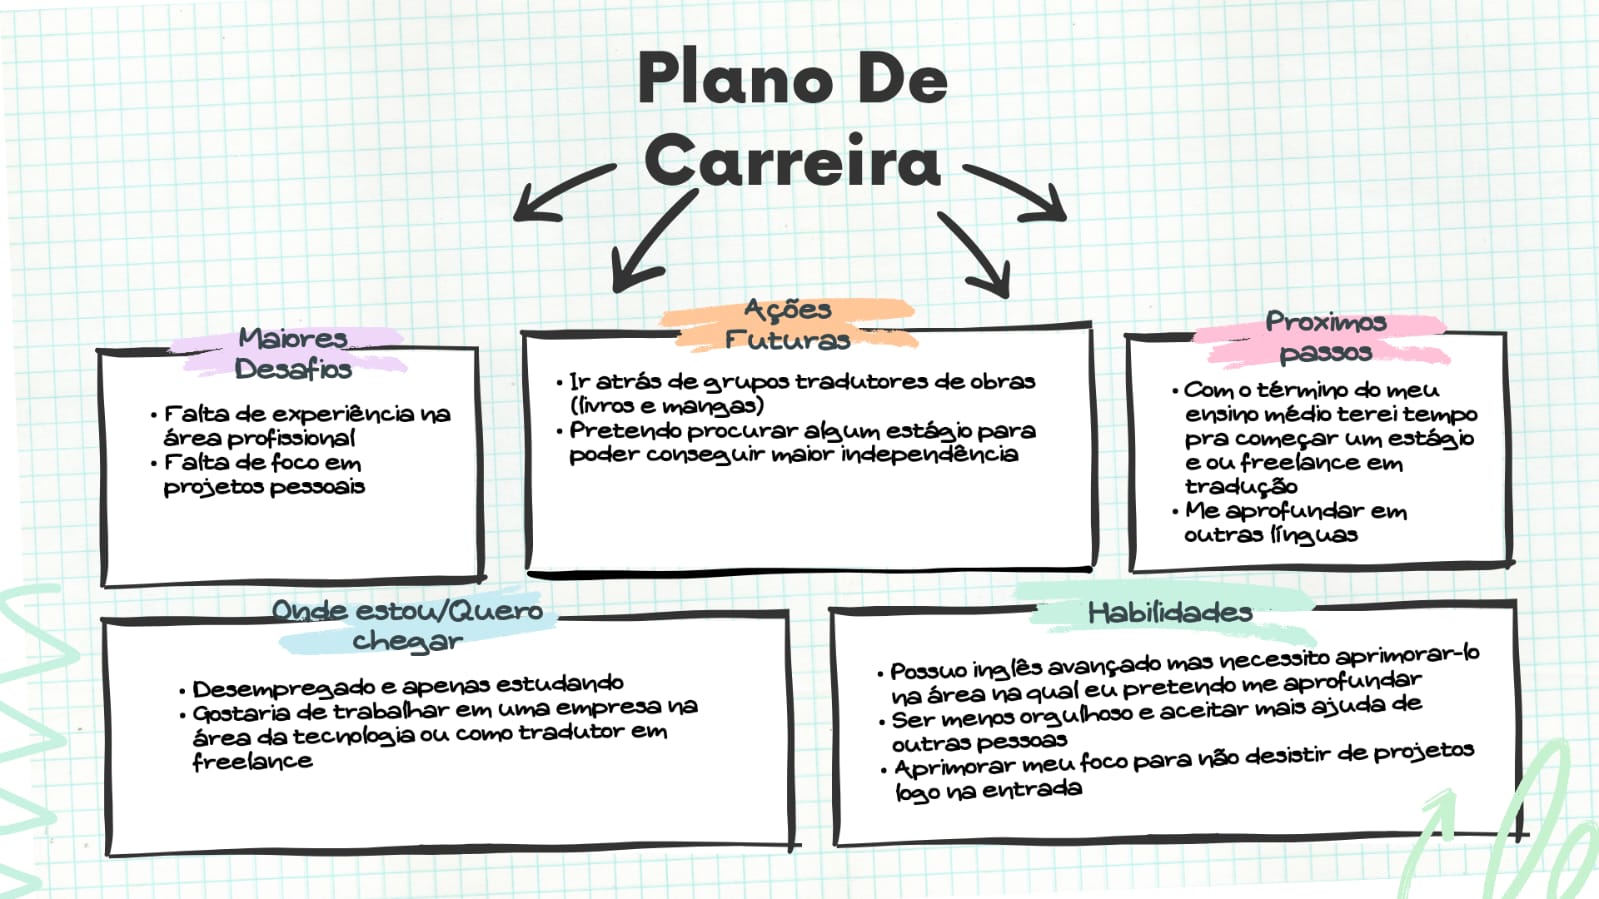 Plano De
Carreira
Maiores
Desafios
• Falta de experiência na
área profissional
• Falta de foco em
projetos pessoais
Ações
Futuras
• Ir atrás de grupos tradutores de obras
(livros e mangas)
• Pretendo procurar algum estágio para
poder conseguir maior independência
Proximos
passos
• Com o término do meu
ensino médio terei tempo
pra começar um estágio
e ou freelance em
tradução
• Me aprofundar em
outras línguas
Onde estou/Quero
chegar
• Desempregado e apenas estudando
• Gostaria de trabalhar em uma empresa na
área da tecnologia ou como tradutor em
freelance
Habilidades
• Possuo inglês avançado mas necessito aprimorar-lo
na área na qual eu pretendo me aprofundar
• Ser menos orgulhoso e aceitar mais ajuda de
outras pessoas
• Aprimorar meu foco para não desistir de projetos
logo na entrada